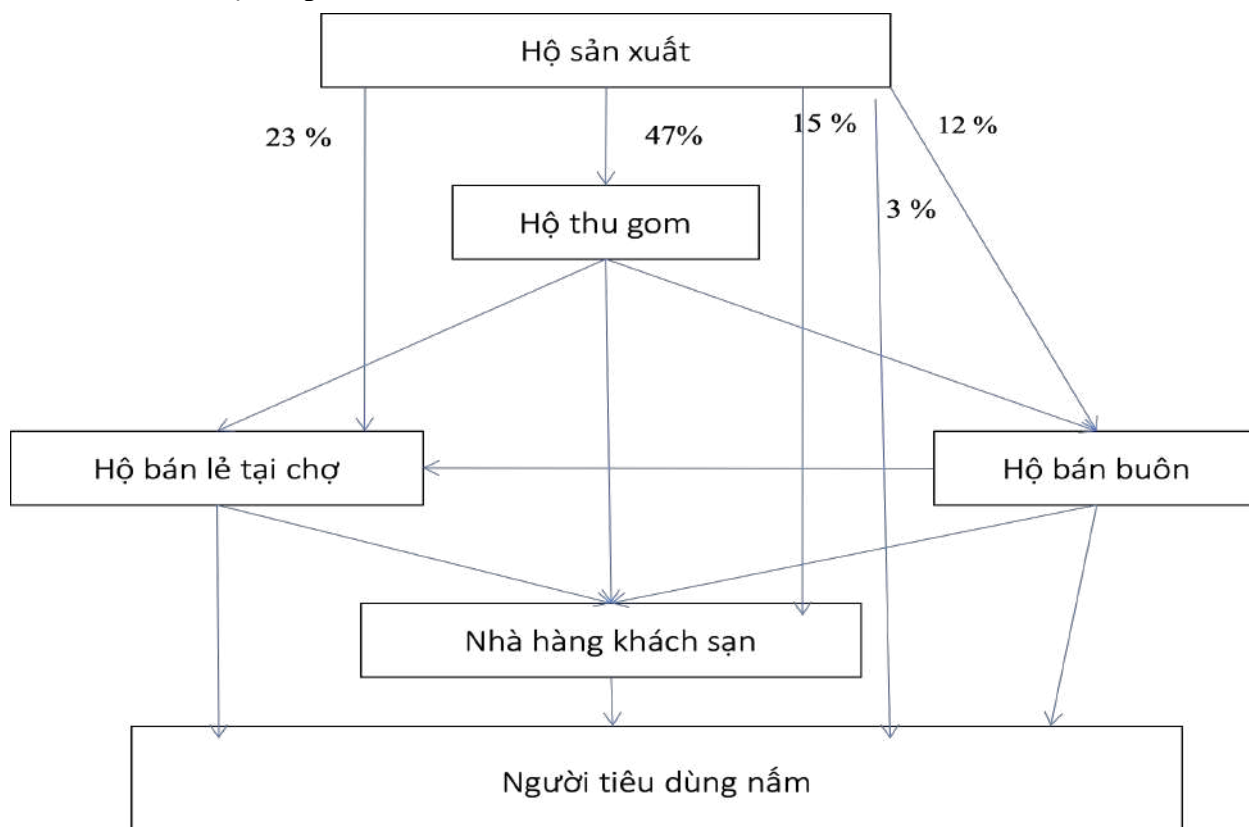 Hộ sản xuất
23 %
47%
15 %
12 %
Hộ thu gom
3 %
Hộ bán lẻ tại chợ
Hộ bán buôn
Nhà hàng khách sạn
Người tiêu dùng nấm